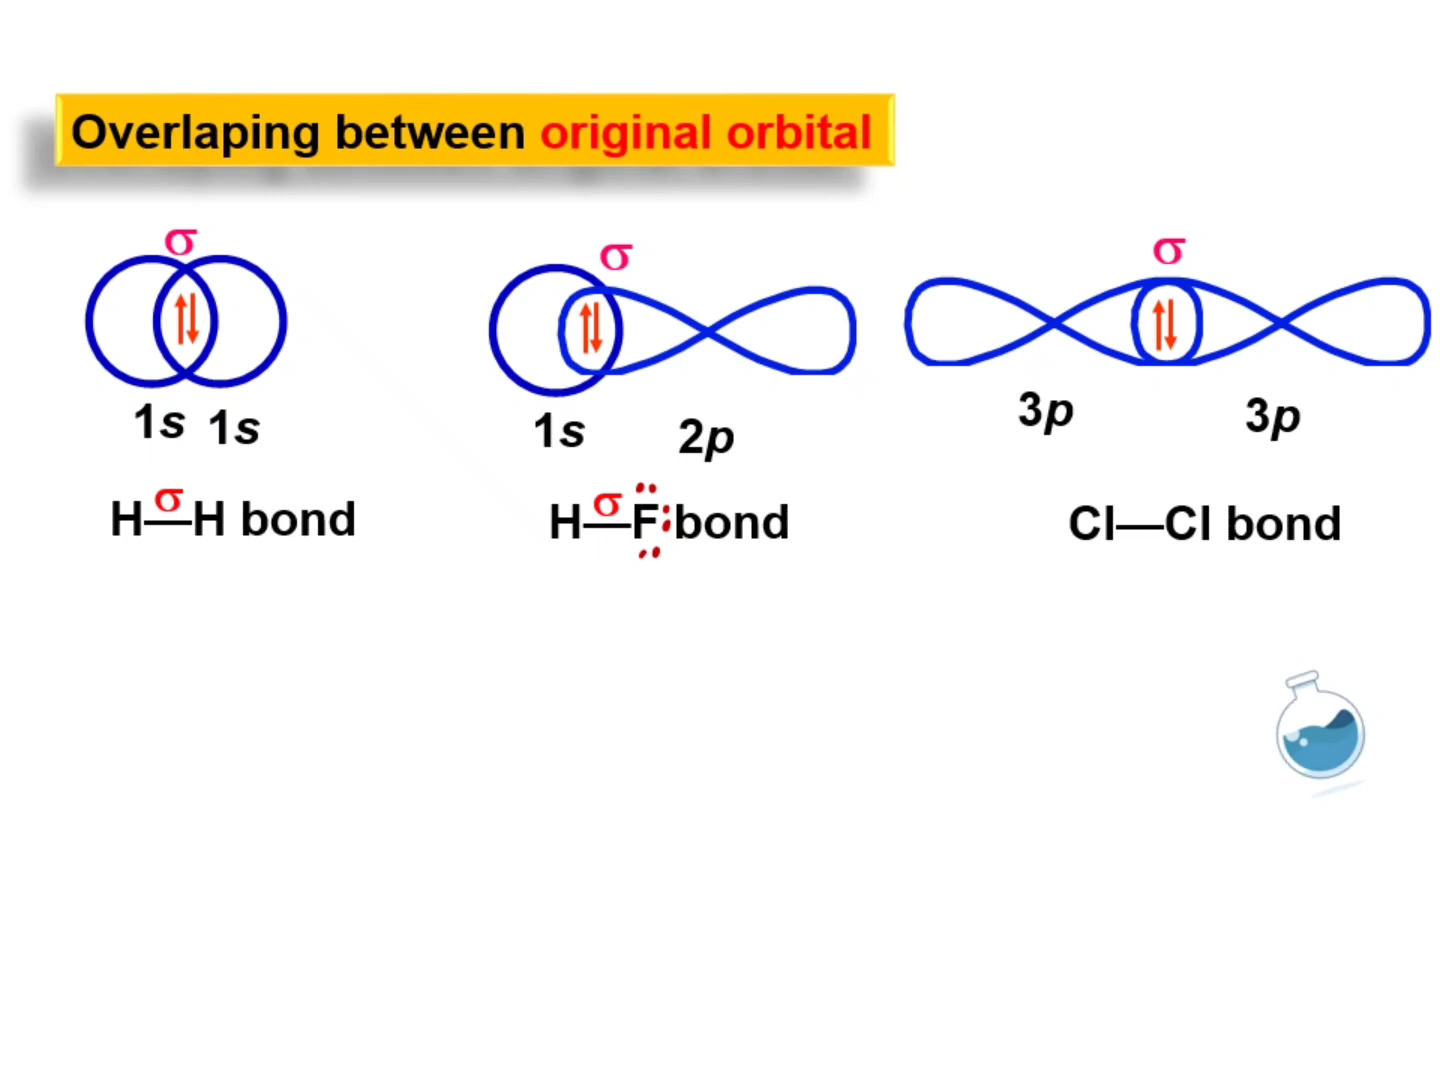 Overlaping between original orbital
σ
σ
σ
1s 1s
1s 2p
3p 3p
σ
H—H bond
σ
H—F bond
Cl—Cl bond